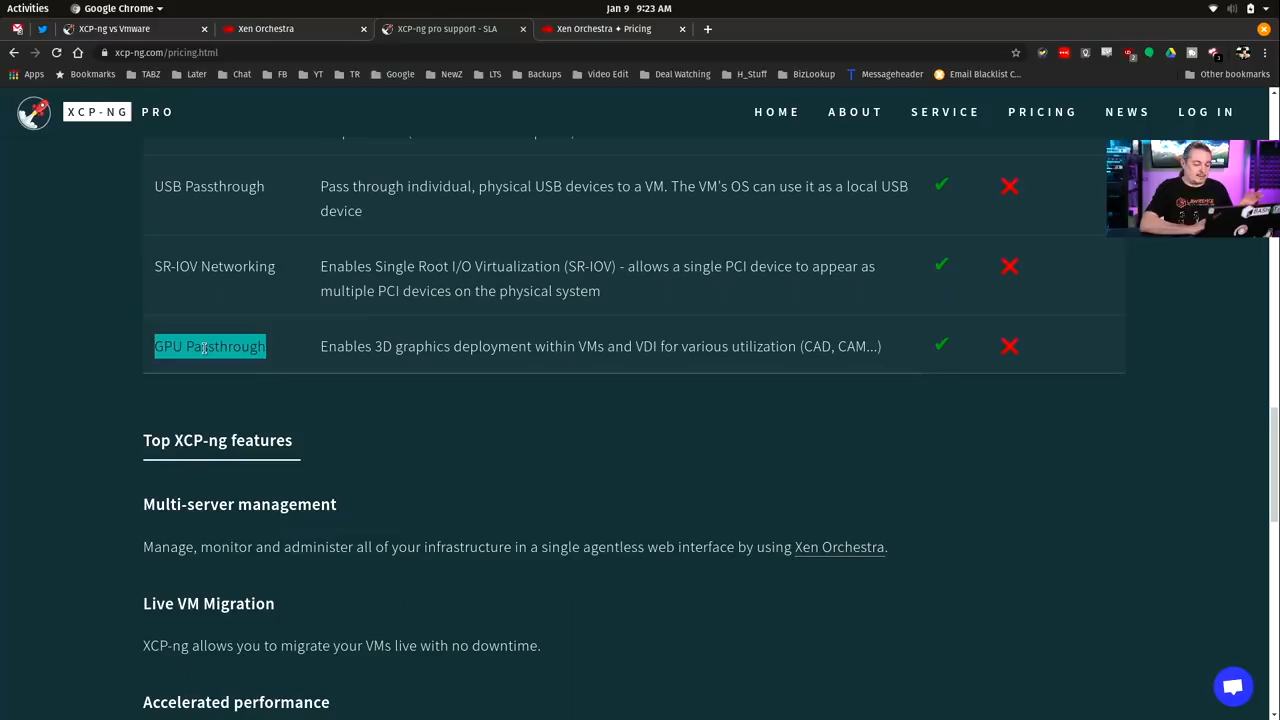 Activities
Google Chrome
Jan 9 9:23 AM
XCP-ng vs Vmware
Xen Orchestra
XCP-ng pro support - SLA
Xen Orchestra ✦ Pricing
xcp-ng.com/pricing.html
Apps
Bookmarks
TABZ
Later
Chat
FB
YT
TR
Google
NewZ
LTS
Backups
Video Edit
Deal Watching
H_Stuff
BizLookup
Messageheader
Email Blacklist C...
Other bookmarks
XCP-NG PRO
HOME
ABOUT
SERVICE
PRICING
NEWS
LOG IN
USB Passthrough
Pass through individual, physical USB devices to a VM. The VM's OS can use it as a local USB
device
SR-IOV Networking
Enables Single Root I/O Virtualization (SR-IOV) - allows a single PCI device to appear as
multiple PCI devices on the physical system
GPU Passthrough
Enables 3D graphics deployment within VMs and VDI for various utilization (CAD, CAM...)
Top XCP-ng features
Multi-server management
Manage, monitor and administer all of your infrastructure in a single agentless web interface by using Xen Orchestra.
Live VM Migration
XCP-ng allows you to migrate your VMs live with no downtime.
Accelerated performance